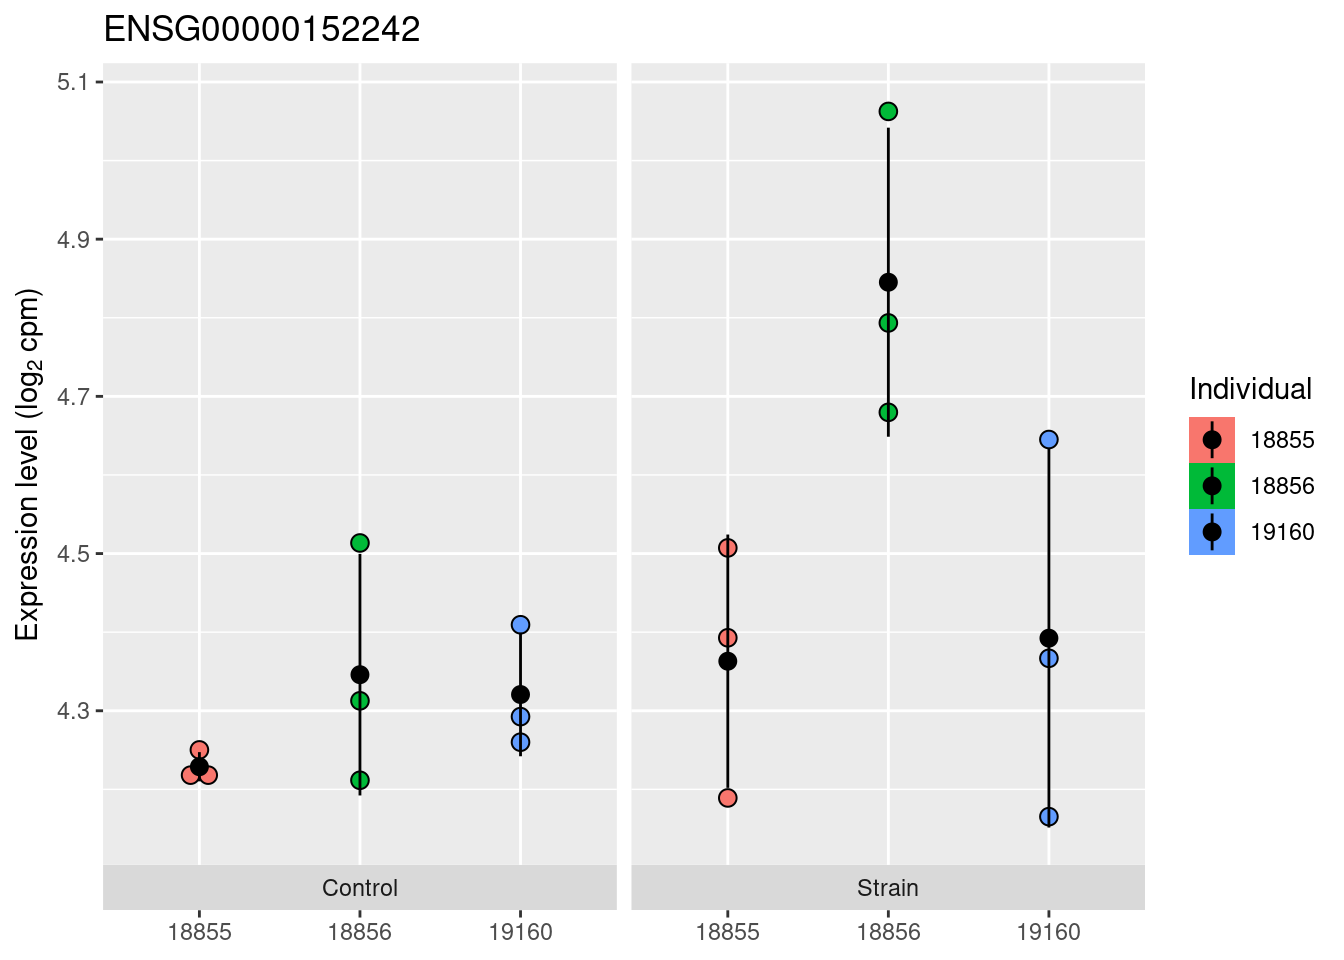 ENSG00000152242
Expression level (log₂ cpm)
5.1
4.9
4.7
4.5
4.3
Control
Strain
18855
18856
19160
18855
18856
19160
Individual
18855
18856
19160